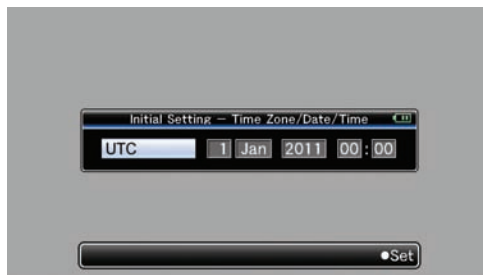 Initial Setting – Time Zone/Date/Time
UTC 1 Jan 2011 00:00
●Set